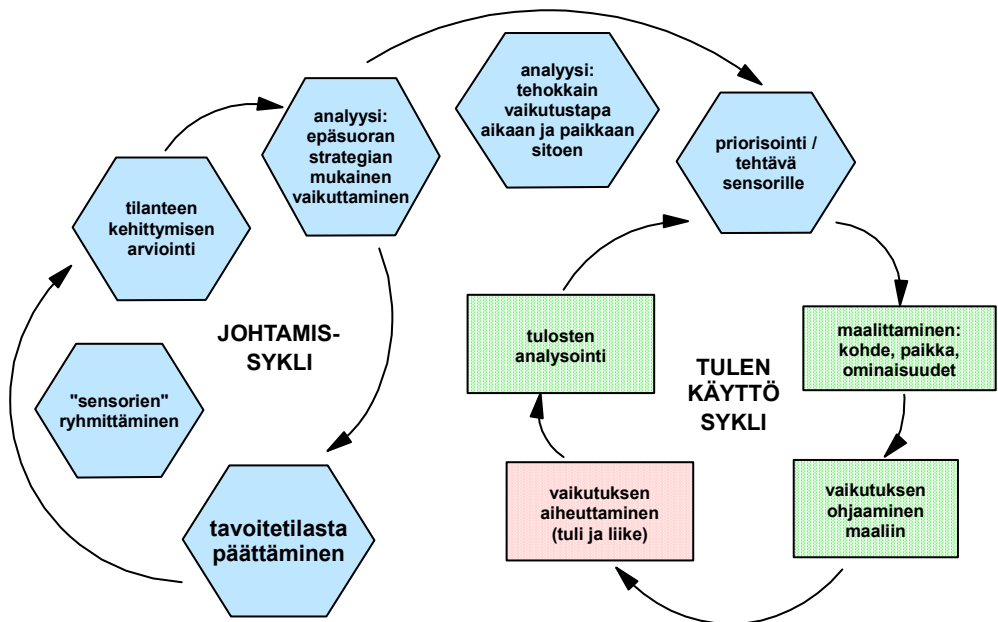 analyysi:
epäsuoran
strategian
mukainen
vaikuttaminen
analyysi:
tehokkain
vaikutustapa
aikaan ja paikkaan
sitoen
priorisointi /
tehtävä
sensorille
tilanteen
kehittymisen
arviointi
JOHTAMIS-
SYKLI
"sensorien"
ryhmittäminen
tavoitetilasta
päättäminen
tulosten
analysointi
TULEN
KÄYTTÖ
SYKLI
maalittaminen:
kohde, paikka,
ominaisuudet
vaikutuksen
aiheuttaminen
(tuli ja liike)
vaikutuksen
ohjaaminen
maaliin